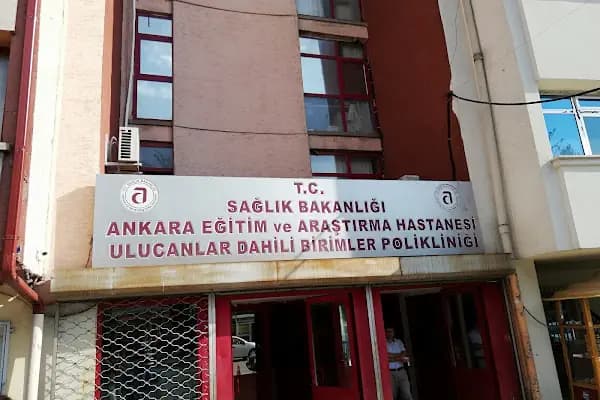 T.C.
SAĞLIK BAKANLIĞI
ANKARA EĞİTİM ve ARAŞTIRMA HASTANESİ
ULUCANLAR DAHİLİ BİRİMLER POLİKLİNİĞİ